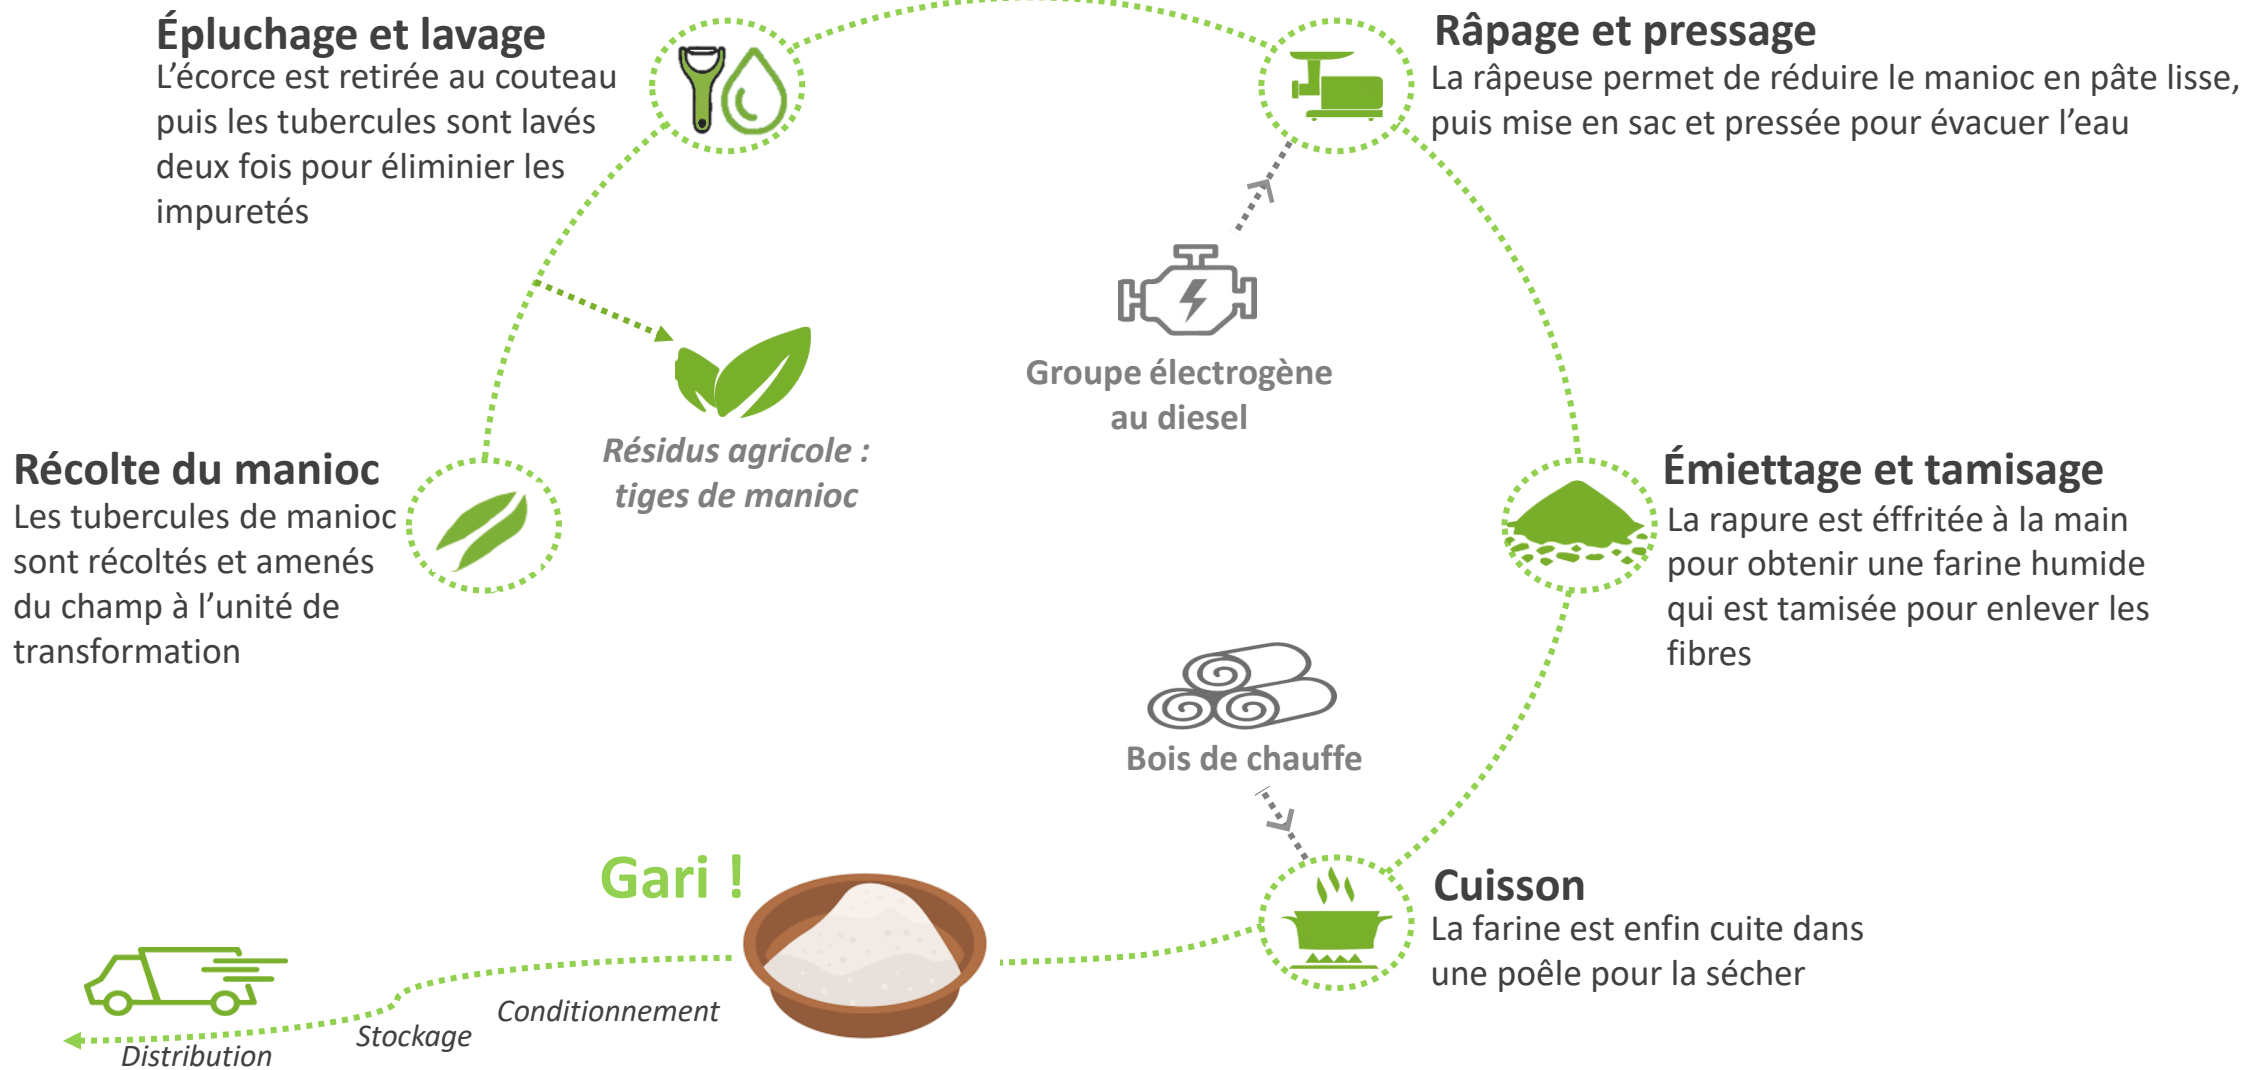 Épluchage et lavage
L’écorce est retirée au couteau
puis les tubercules sont lavés
deux fois pour éliminier les
impuretés
Râpage et pressage
La râpeuse permet de réduire le manioc en pâte lisse,
puis mise en sac et pressée pour évacuer l’eau
Groupe électrogène
au diesel
Résidus agricole :
tiges de manioc
Récolte du manioc
Les tubercules de manioc
sont récoltés et amenés
du champ à l’unité de
transformation
Émiettage et tamisage
La rapure est éffritée à la main
pour obtenir une farine humide
qui est tamisée pour enlever les
fibres
Bois de chauffe
Cuisson
La farine est enfin cuite dans
une poêle pour la sécher
Gari !
Conditionnement
Stockage
Distribution